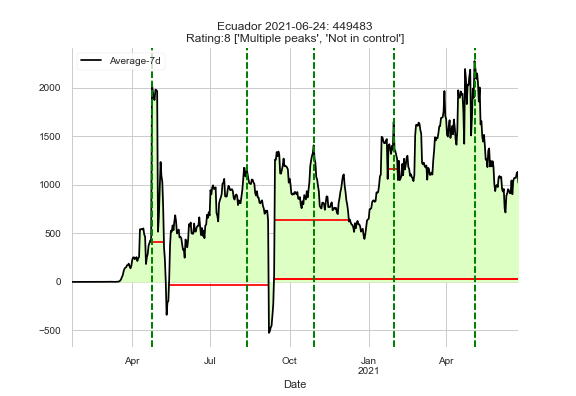 Ecuador 2021-06-24: 449483
Rating:8 ['Multiple peaks', 'Not in control']
Average-7d
2000
1500
1000
500
0
−500
Apr
Jul
Oct
Jan
2021
Apr
Date